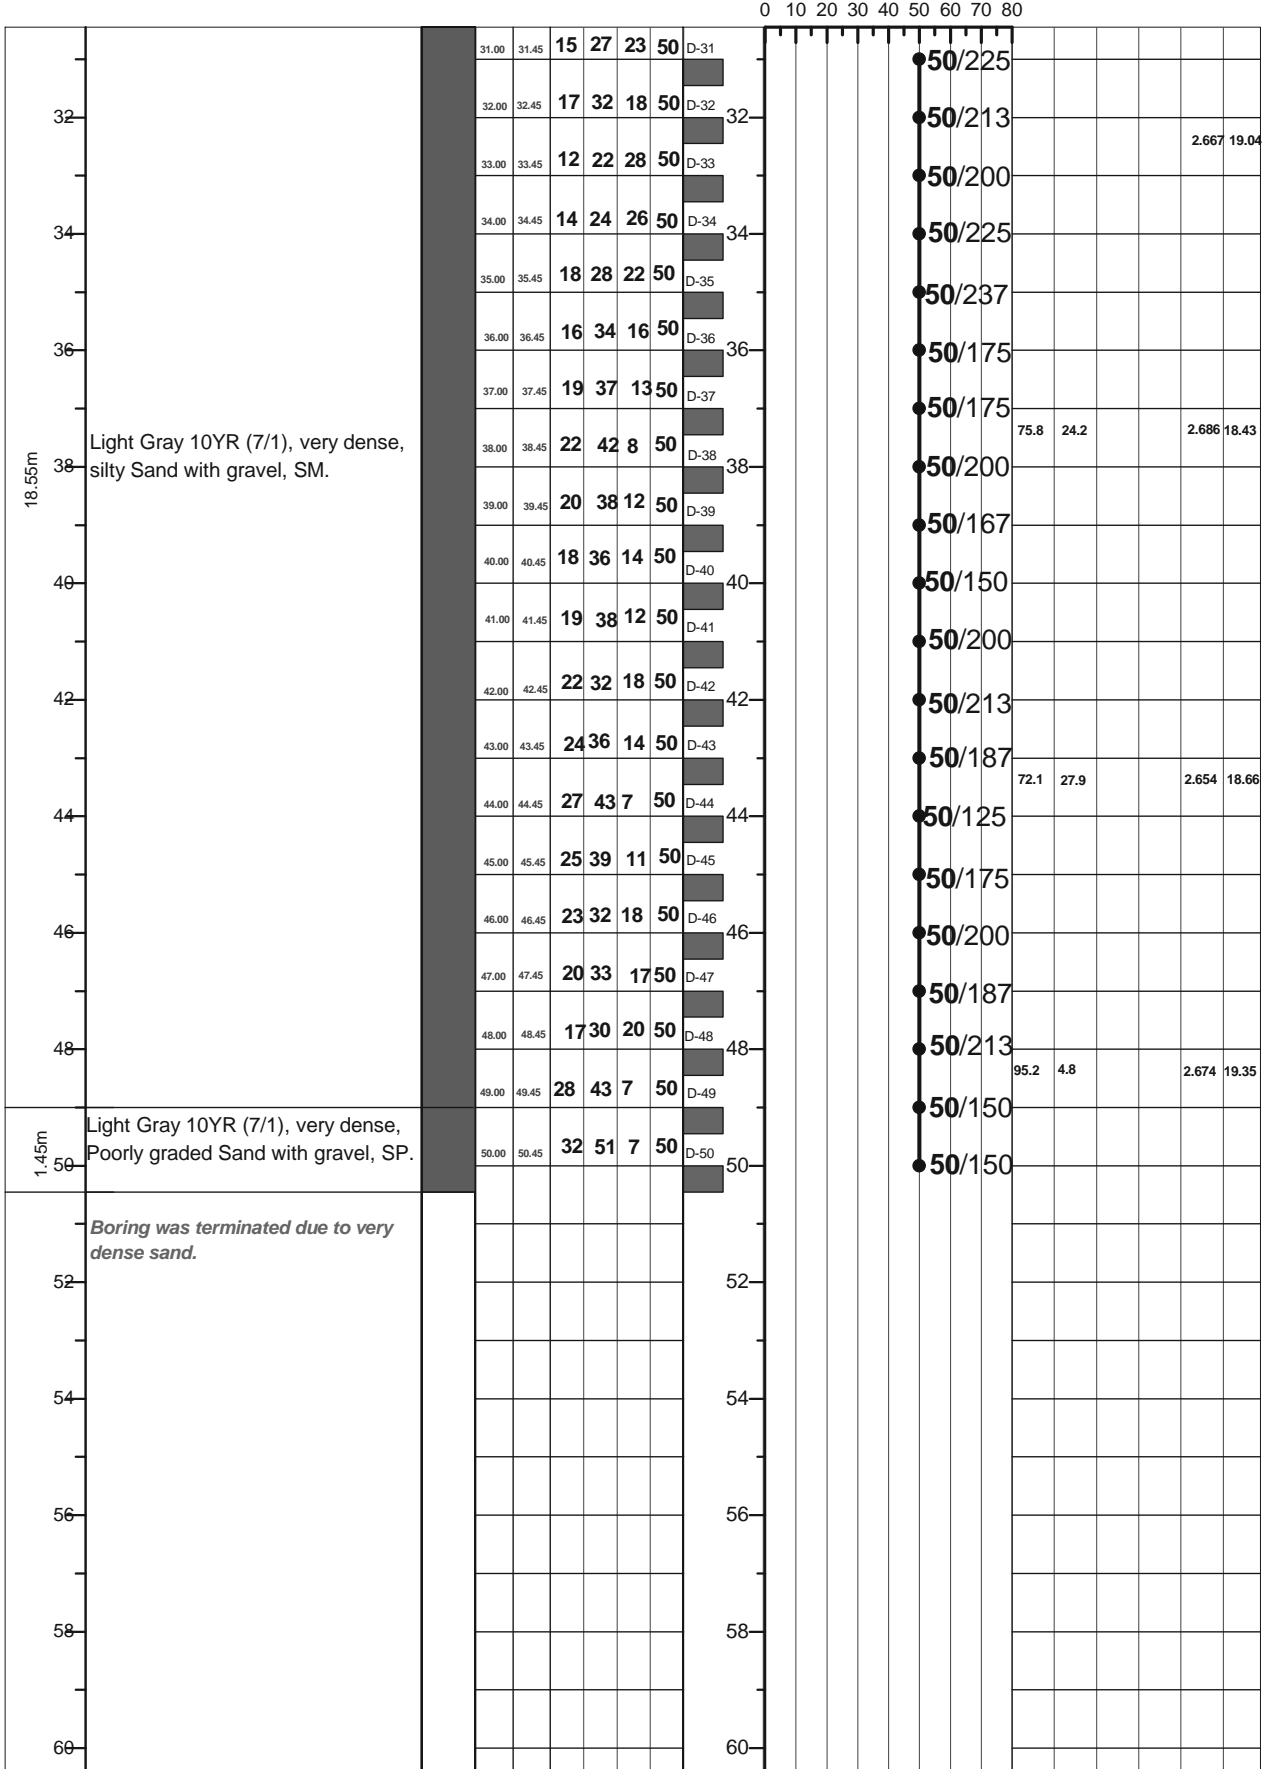 0 10 20 30 40 50 60 70 80
31.00 31.45 15 27 23 50 D-31
50/225
32 32.00 32.45 17 32 18 50 D-32 32
50/213
2.667 19.04
33.00 33.45 12 22 28 50 D-33
50/200
34 34.00 34.45 14 24 26 50 D-34 34
50/225
35.00 35.45 18 28 22 50 D-35
50/237
36 36.00 36.45 16 34 16 50 D-36 36
50/175
37.00 37.45 19 37 13 50 D-37
50/175
75.8 24.2 2.686 18.43
18.55m
Light Gray 10YR (7/1), very dense,
silty Sand with gravel, SM.
38 38.00 38.45 22 42 8 50 D-38 38
50/200
39.00 39.45 20 38 12 50 D-39
50/167
40 40.00 40.45 18 36 14 50 D-40 40
50/150
41.00 41.45 19 38 12 50 D-41
50/200
42 42.00 42.45 22 32 18 50 D-42 42
50/213
43.00 43.45 24 36 14 50 D-43
50/187
72.1 27.9 2.654 18.66
44 44.00 44.45 27 43 7 50 D-44 44
50/125
45.00 45.45 25 39 11 50 D-45
50/175
46 46.00 46.45 23 32 18 50 D-46 46
50/200
47.00 47.45 20 33 17 50 D-47
50/187
48 48.00 48.45 17 30 20 50 D-48 48
50/213
95.2 4.8 2.674 19.35
49.00 49.45 28 43 7 50 D-49
50/150
1.45m
Light Gray 10YR (7/1), very dense,
Poorly graded Sand with gravel, SP.
50 50.00 50.45 32 51 7 50 D-50 50
50/150
Boring was terminated due to very
dense sand.
52 52
54 54
56 56
58 58
60 60